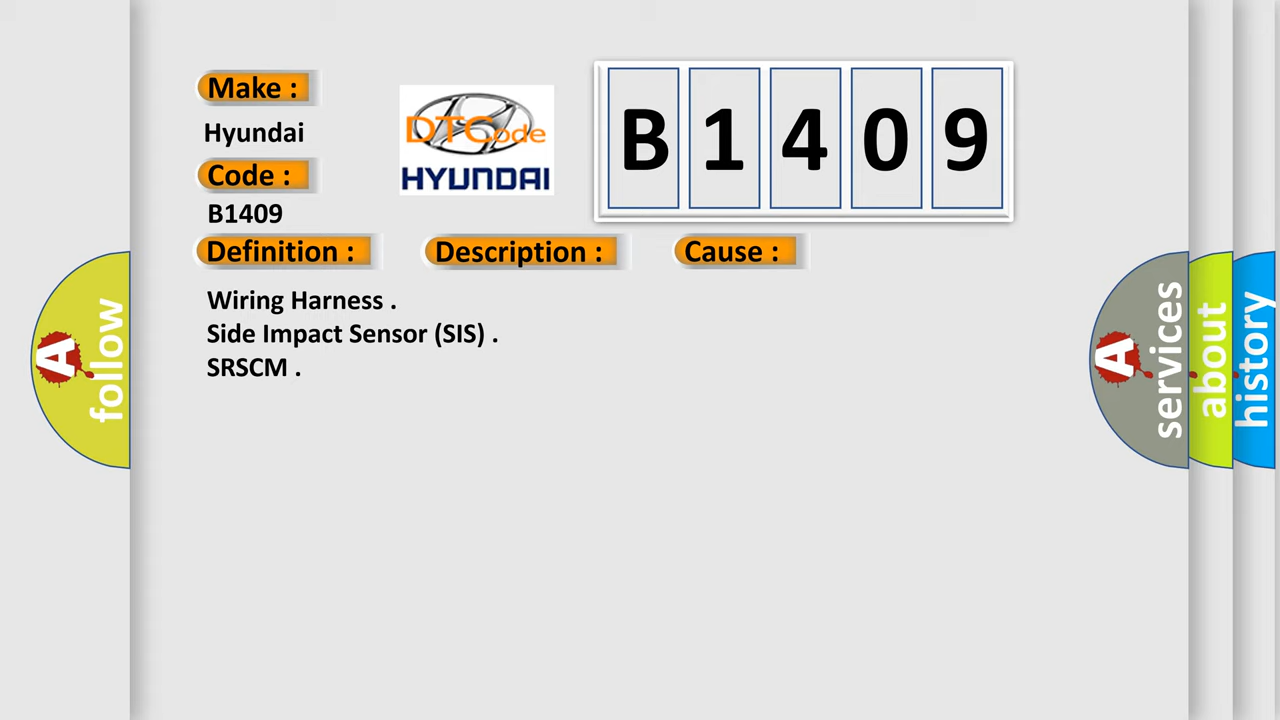 Make :
Hyundai
Code :
B1409
DTCode
HYUNDAI
B 1 4 0 9
Definition :
Description :
Cause :
Wiring Harness .
Side Impact Sensor (SIS) .
SRSCM .
A follow
A services
about
history